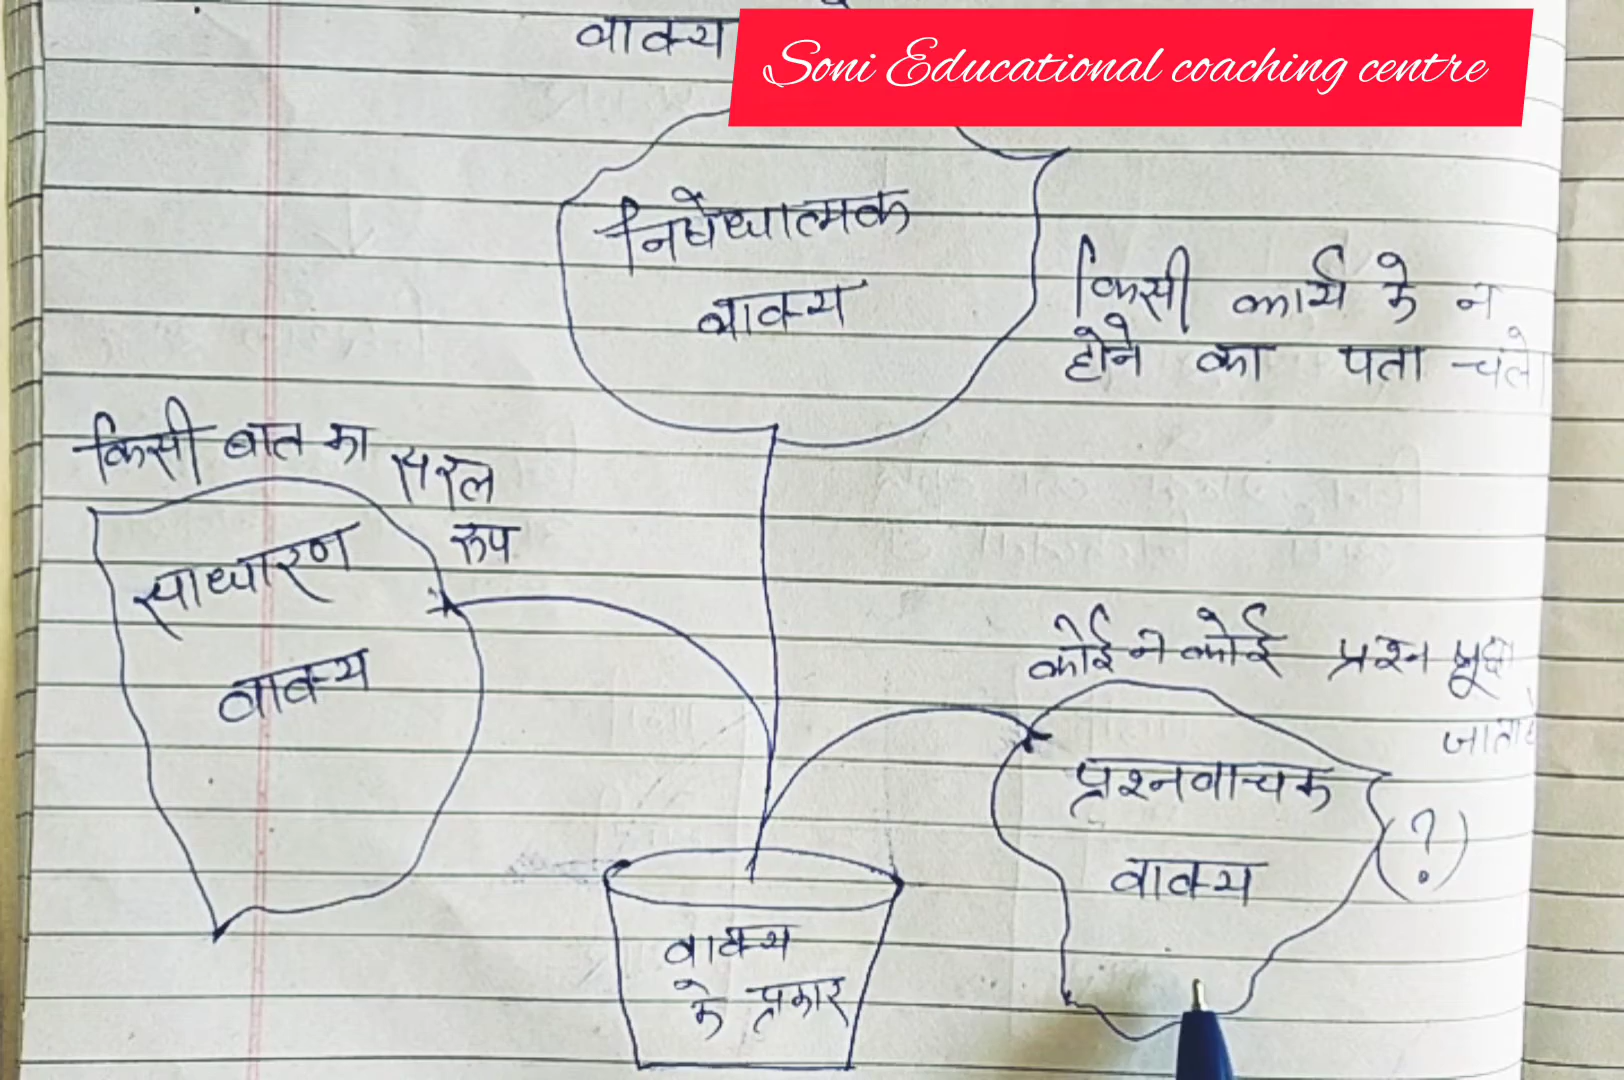 वाक्य
Soni Educational coaching centre
निषेधात्मक
वाक्य
किसी कार्य के न
होने का पता चले
किसी बात का सरल
रूप
साधारण
वाक्य
कोई न कोई प्रश्न पूछा
जाता
प्रश्नवाचक
वाक्य
(?)
वाक्य
के प्रकार